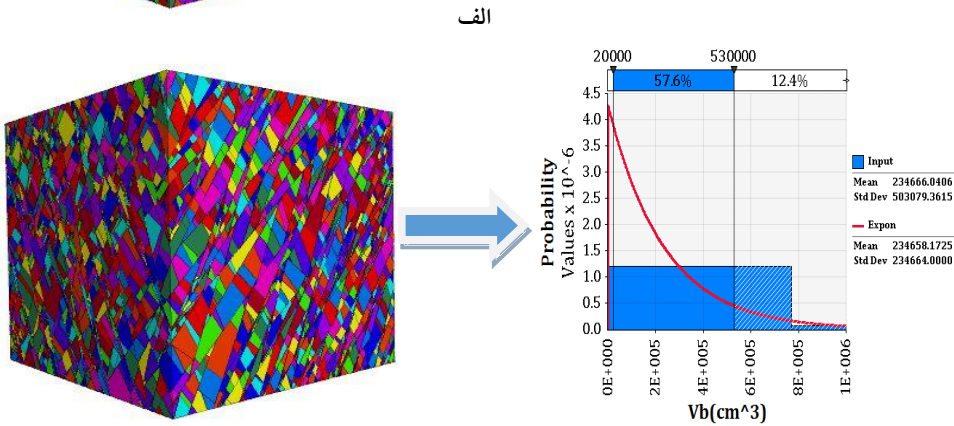 الف
20000 530000
57.6% 12.4%
4.5
4.0
3.5
3.0
2.5
2.0
1.5
1.0
0.5
0.0
Probability
Values x 10^-6
0E+000 2E+005 4E+005 6E+005 8E+005 1E+006
Vb(cm^3)
Input
Mean 234666.0406
Std Dev 503079.3615
Expon
Mean 234658.1725
Std Dev 234664.0000